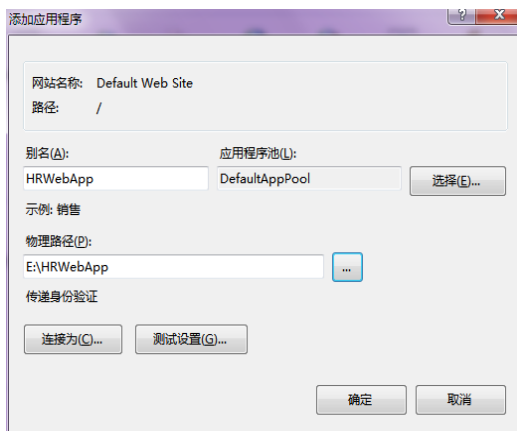 添加应用程序
网站名称: Default Web Site
路径: /
别名(A): 应用程序池(L):
HRWebApp DefaultAppPool 选择(E)...
示例: 销售
物理路径(P):
E:\HRWebApp ...
传递身份验证
连接为(C)... 测试设置(G)...
确定 取消